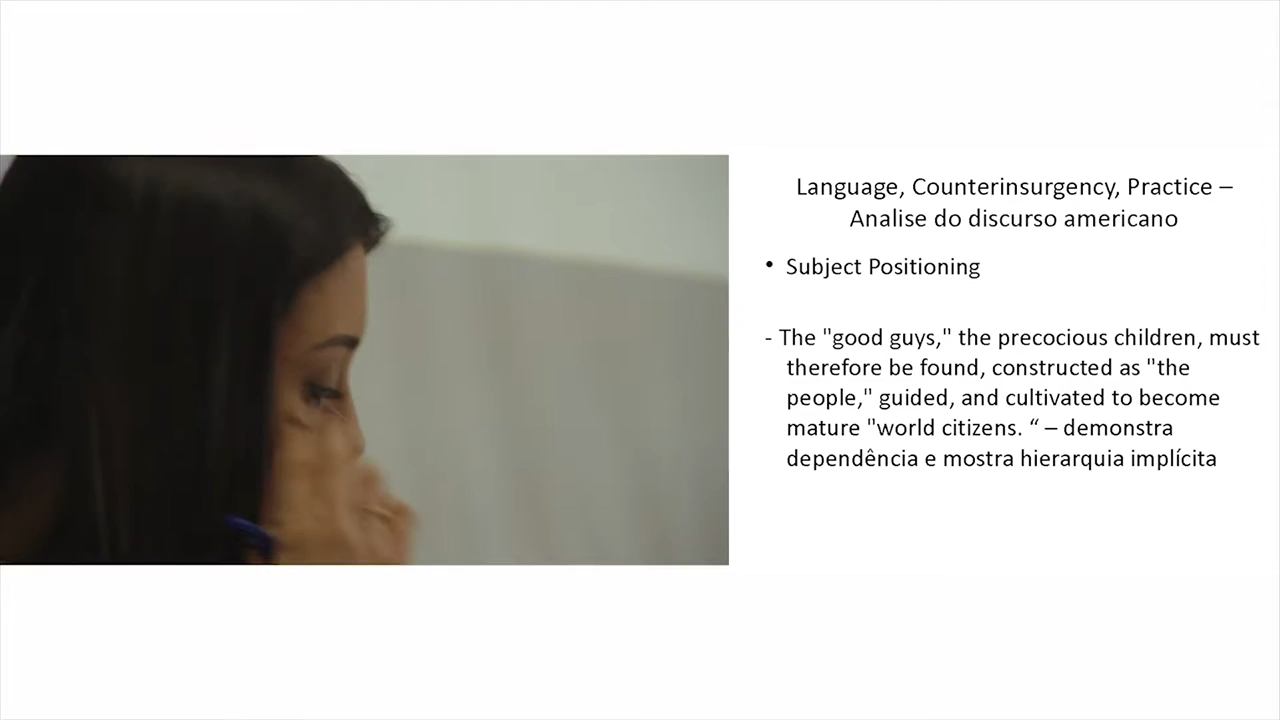 Language, Counterinsurgency, Practice –
Analise do discurso americano
• Subject Positioning
- The "good guys," the precocious children, must
therefore be found, constructed as "the
people," guided, and cultivated to become
mature "world citizens. “ – demonstra
dependência e mostra hierarquia implícita